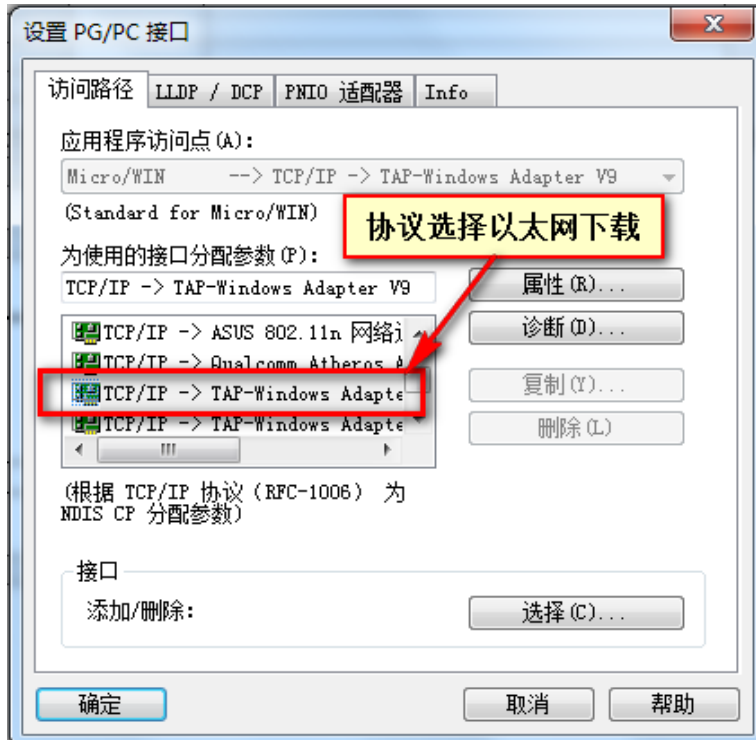 设置 PG/PC 接口
访问路径
LLDP / DCP
PNIO 适配器
Info
应用程序访问点(A):
Micro/WIN --> TCP/IP -> TAP-Windows Adapter V9
(Standard for Micro/WIN)
协议选择以太网下载
为使用的接口分配参数(P):
TCP/IP -> TAP-Windows Adapter V9
属性(R)...
TCP/IP -> ASUS 802.11n 网络
诊断(D)...
TCP/IP -> Qualcomm Atheros A
TCP/IP -> TAP-Windows Adapte
复制(Y)...
TCP/IP -> TAP-Windows Adapte
删除(L)
(根据 TCP/IP 协议 (RFC-1006) 为
NDIS CP 分配参数)
接口
添加/删除:
选择(C)...
确定
取消
帮助